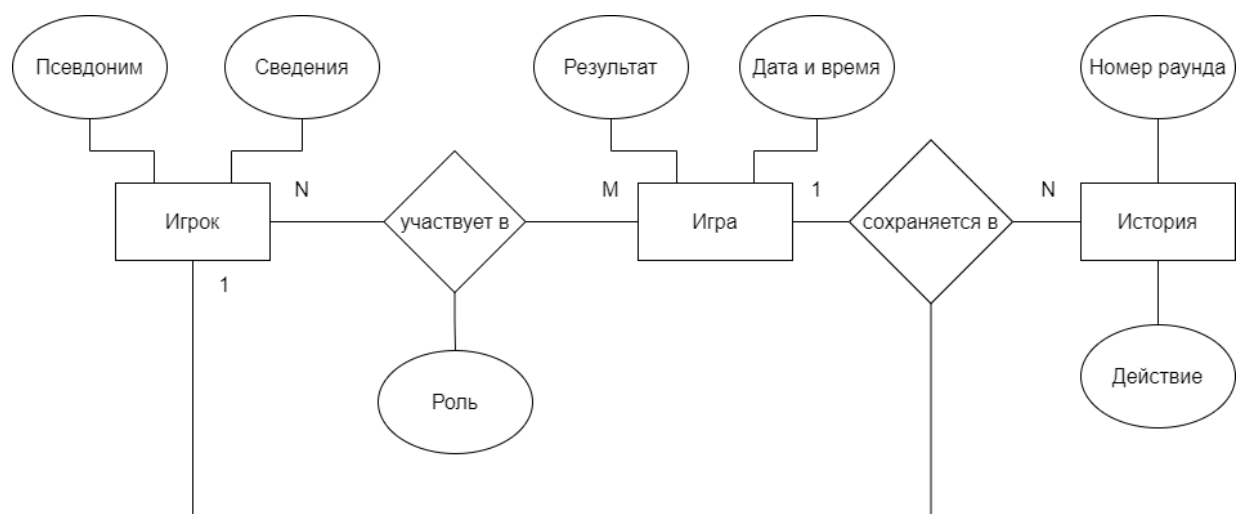 Псевдоним
Сведения
Результат
Дата и время
Номер раунда
Игрок
N
участвует в
M
Игра
1
сохраняется в
N
История
1
Роль
Действие